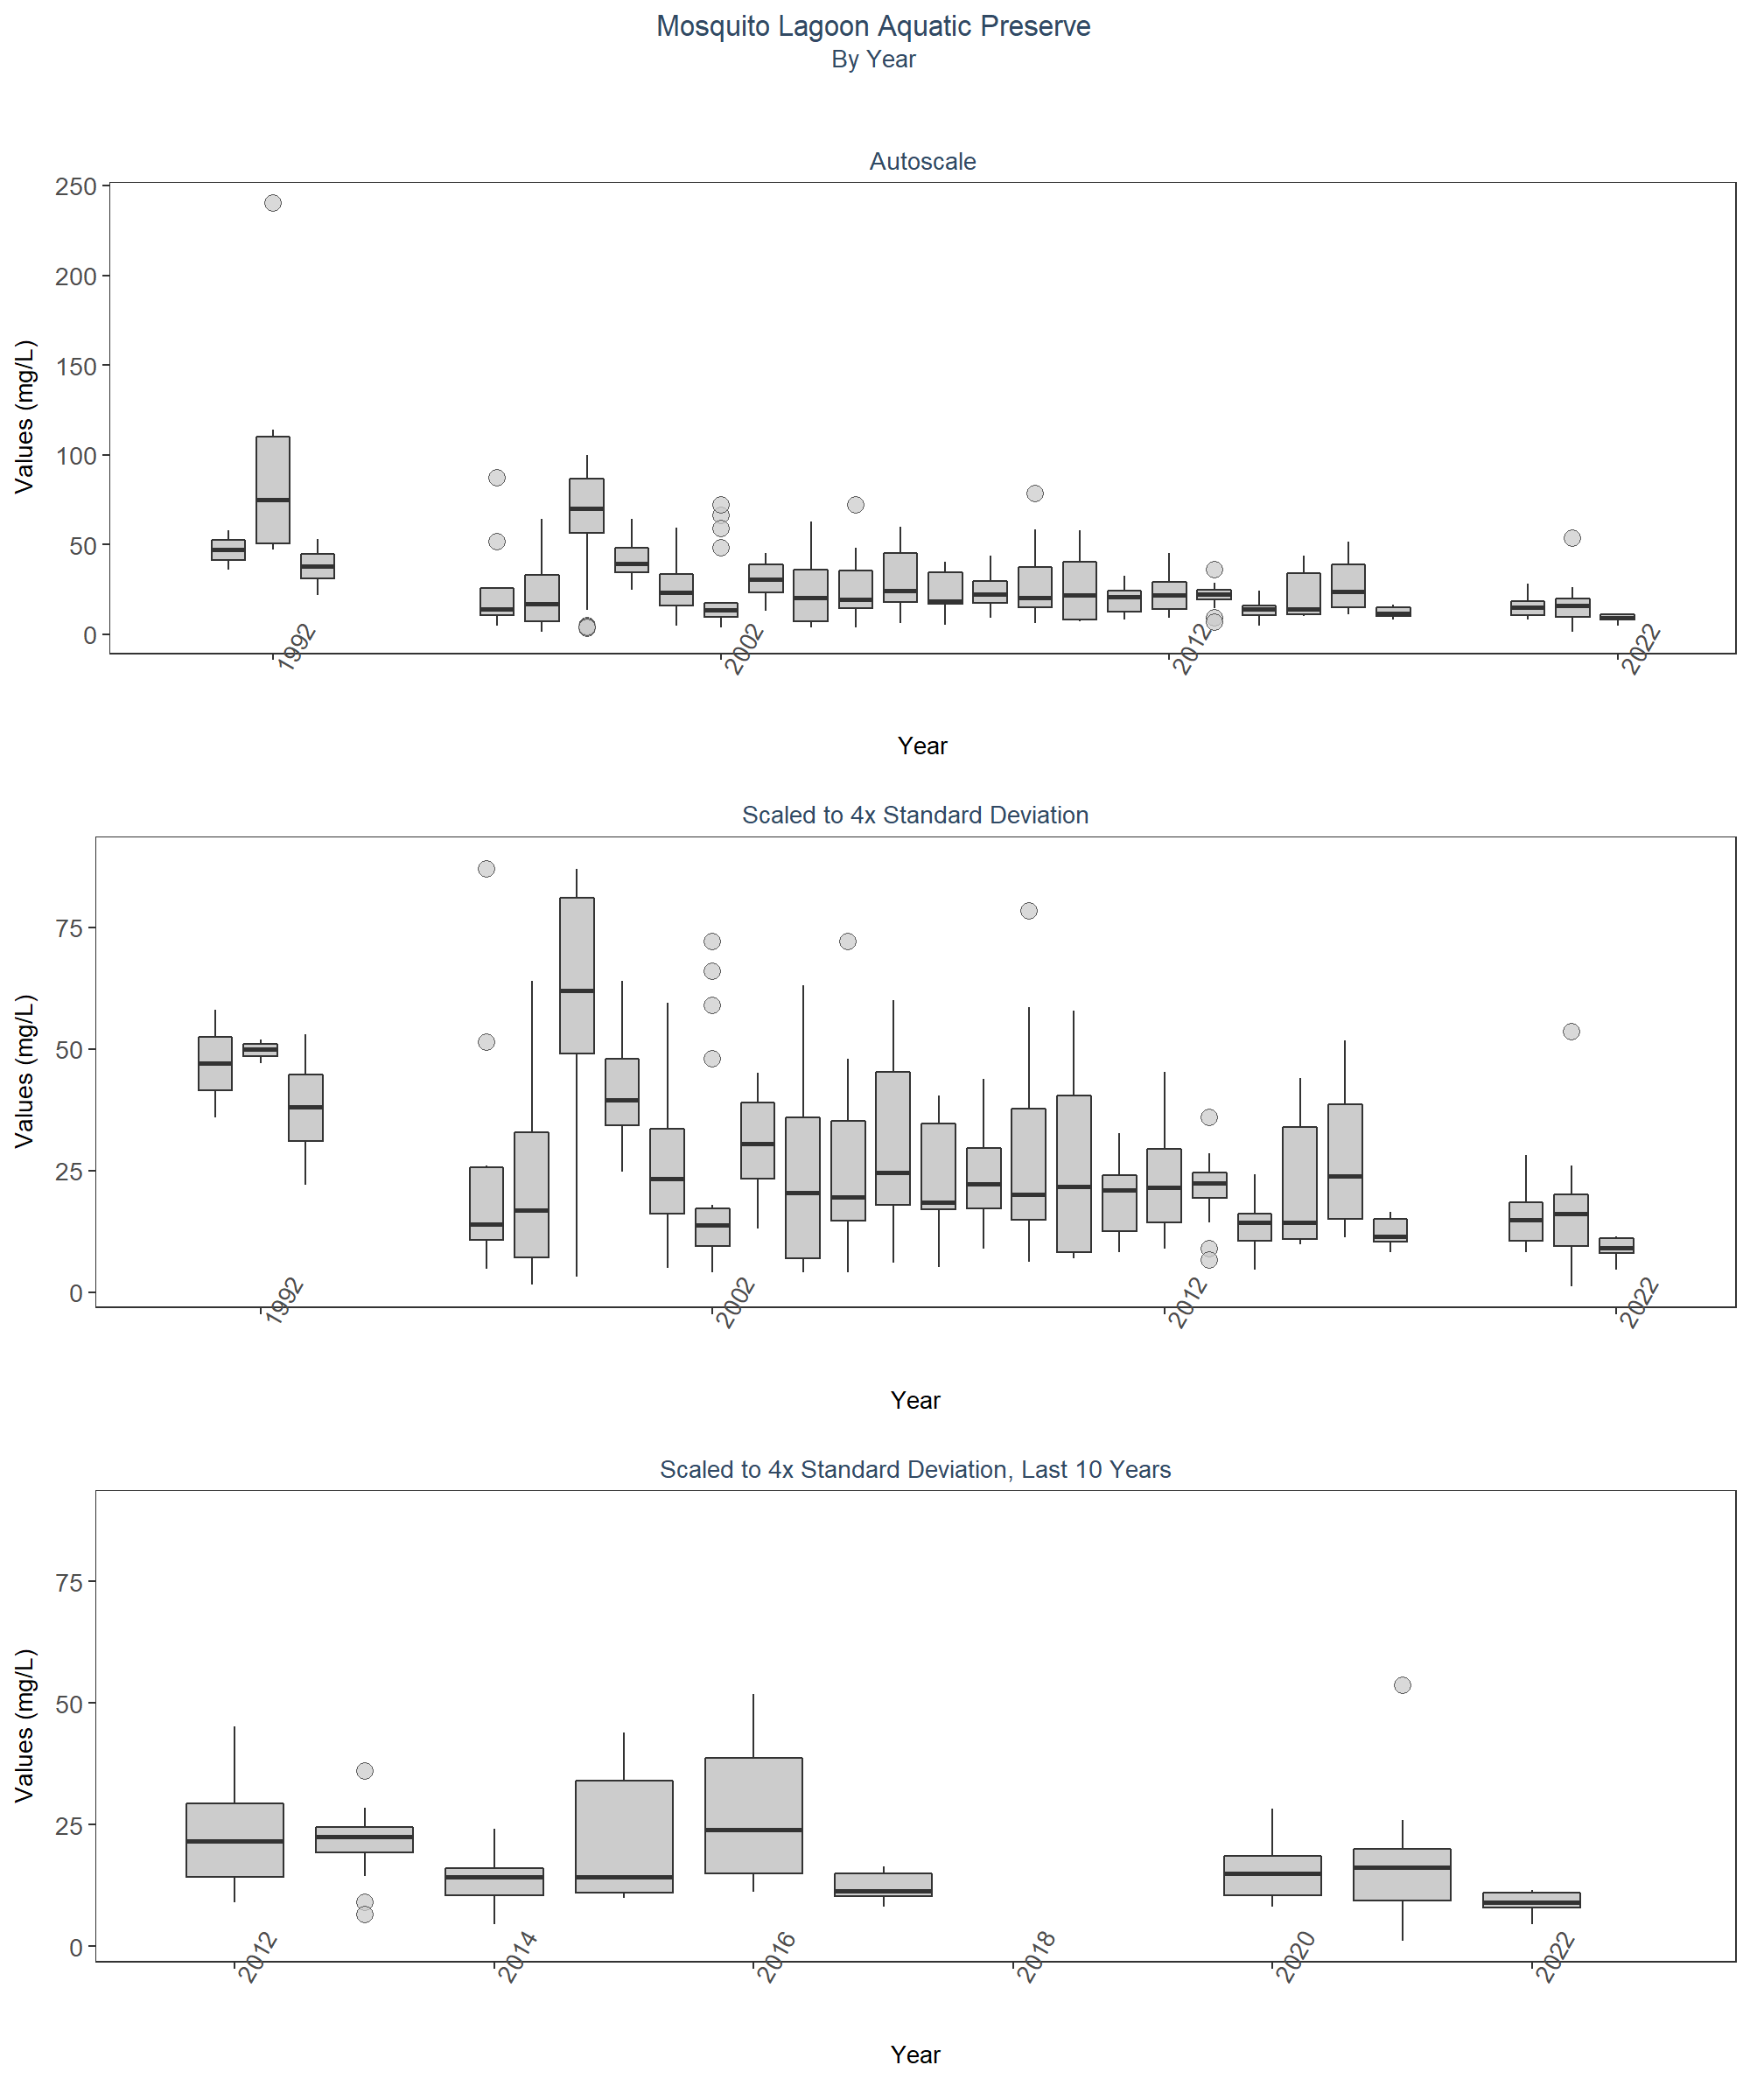 Mosquito Lagoon Aquatic Preserve
By Year
Autoscale
Values (mg/L)
250
200
150
100
50
0
1992
2002
2012
2022
Year
Scaled to 4x Standard Deviation
Values (mg/L)
75
50
25
0
1992
2002
2012
2022
Year
Scaled to 4x Standard Deviation, Last 10 Years
Values (mg/L)
75
50
25
0
2012
2014
2016
2018
2020
2022
Year